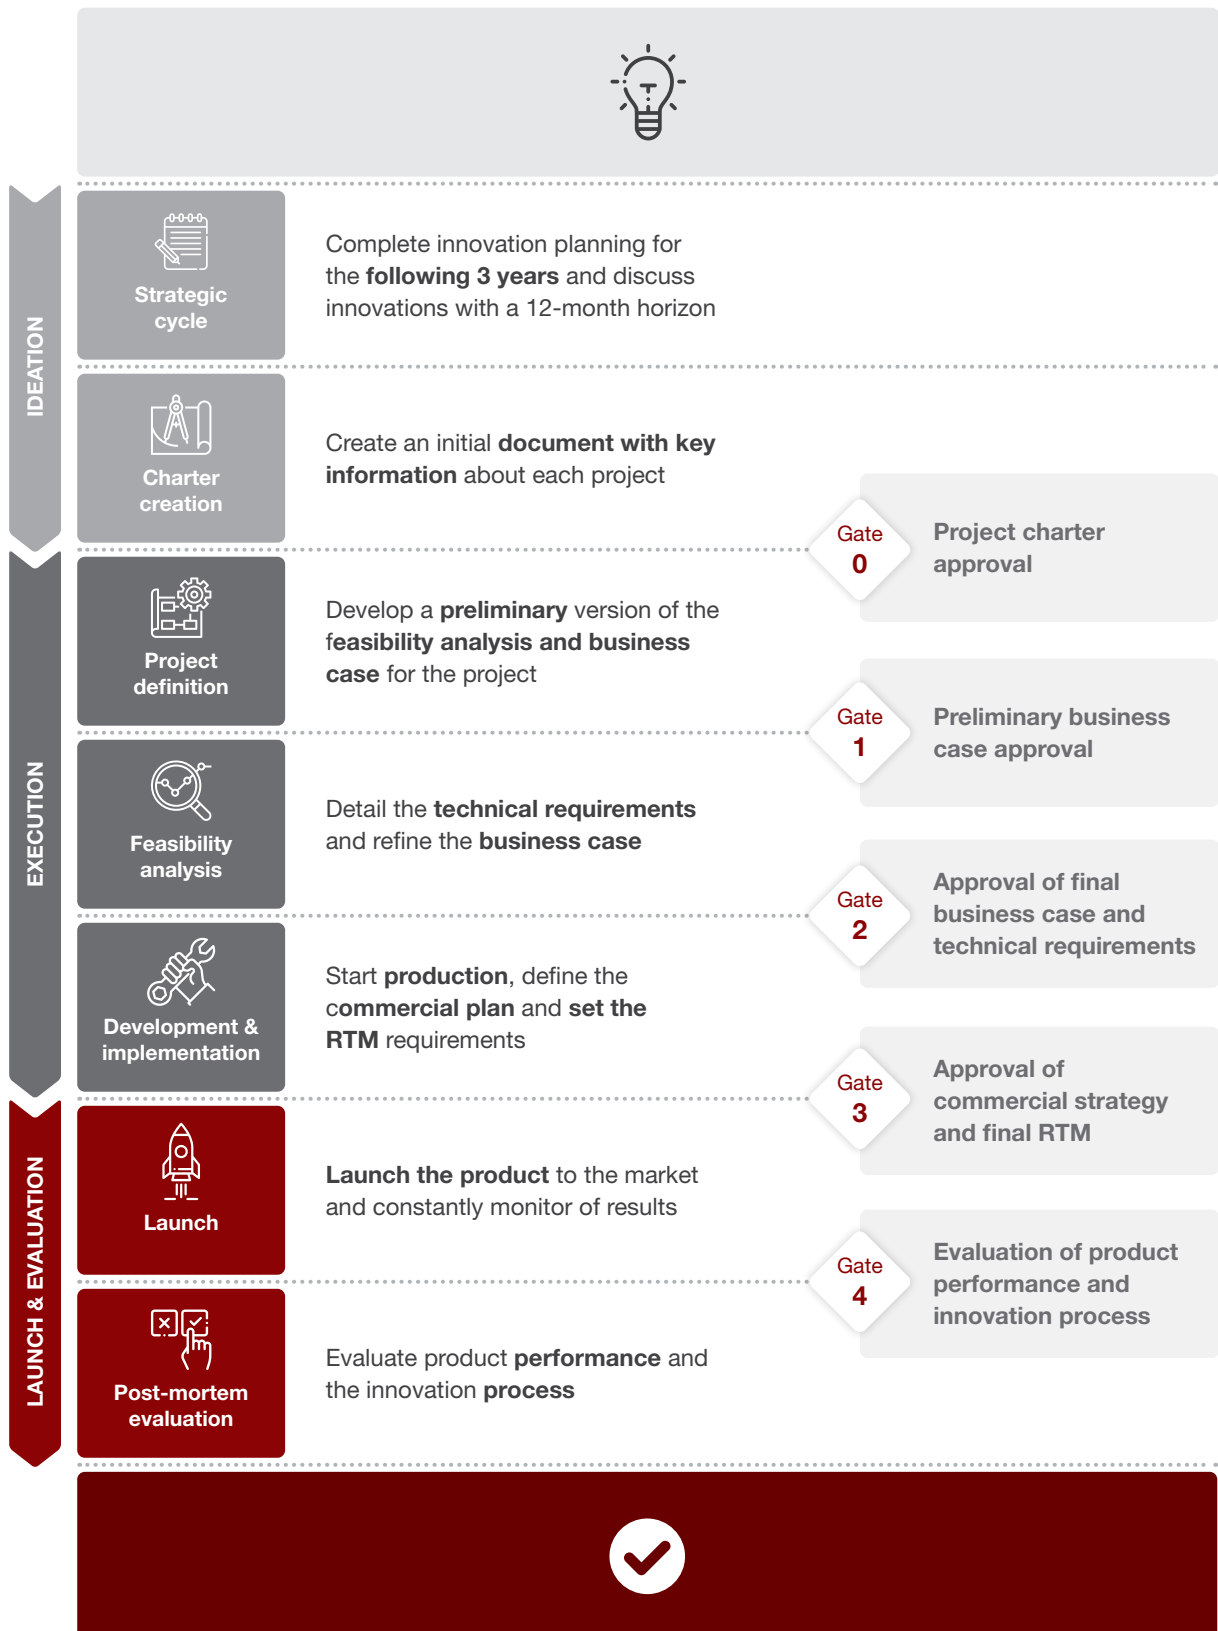 IDEATION
Strategic
cycle
Complete innovation planning for
the following 3 years and discuss
innovations with a 12-month horizon
Charter
creation
Create an initial document with key
information about each project
Gate
0
Project charter
approval
EXECUTION
Project
definition
Develop a preliminary version of the
feasibility analysis and business
case for the project
Gate
1
Preliminary business
case approval
Feasibility
analysis
Detail the technical requirements
and refine the business case
Gate
2
Approval of final
business case and
technical requirements
Development &
implementation
Start production, define the
commercial plan and set the
RTM requirements
Gate
3
Approval of
commercial strategy
and final RTM
LAUNCH & EVALUATION
Launch
Launch the product to the market
and constantly monitor of results
Gate
4
Evaluation of product
performance and
innovation process
Post-mortem
evaluation
Evaluate product performance and
the innovation process